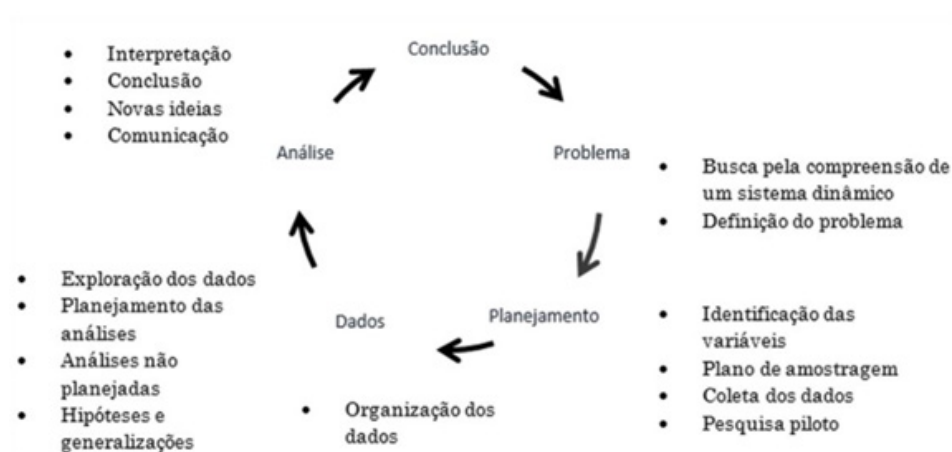 Conclusão
• Interpretação
• Conclusão
• Novas ideias
• Comunicação
Análise
Problema
• Busca pela compreensão de
um sistema dinâmico
• Definição do problema
• Exploração dos dados
• Planejamento das
análises
• Análises não
planejadas
• Hipóteses e
generalizações
Dados
Planejamento
• Identificação das
variáveis
• Plano de amostragem
• Coleta dos dados
• Pesquisa piloto
• Organização dos
dados